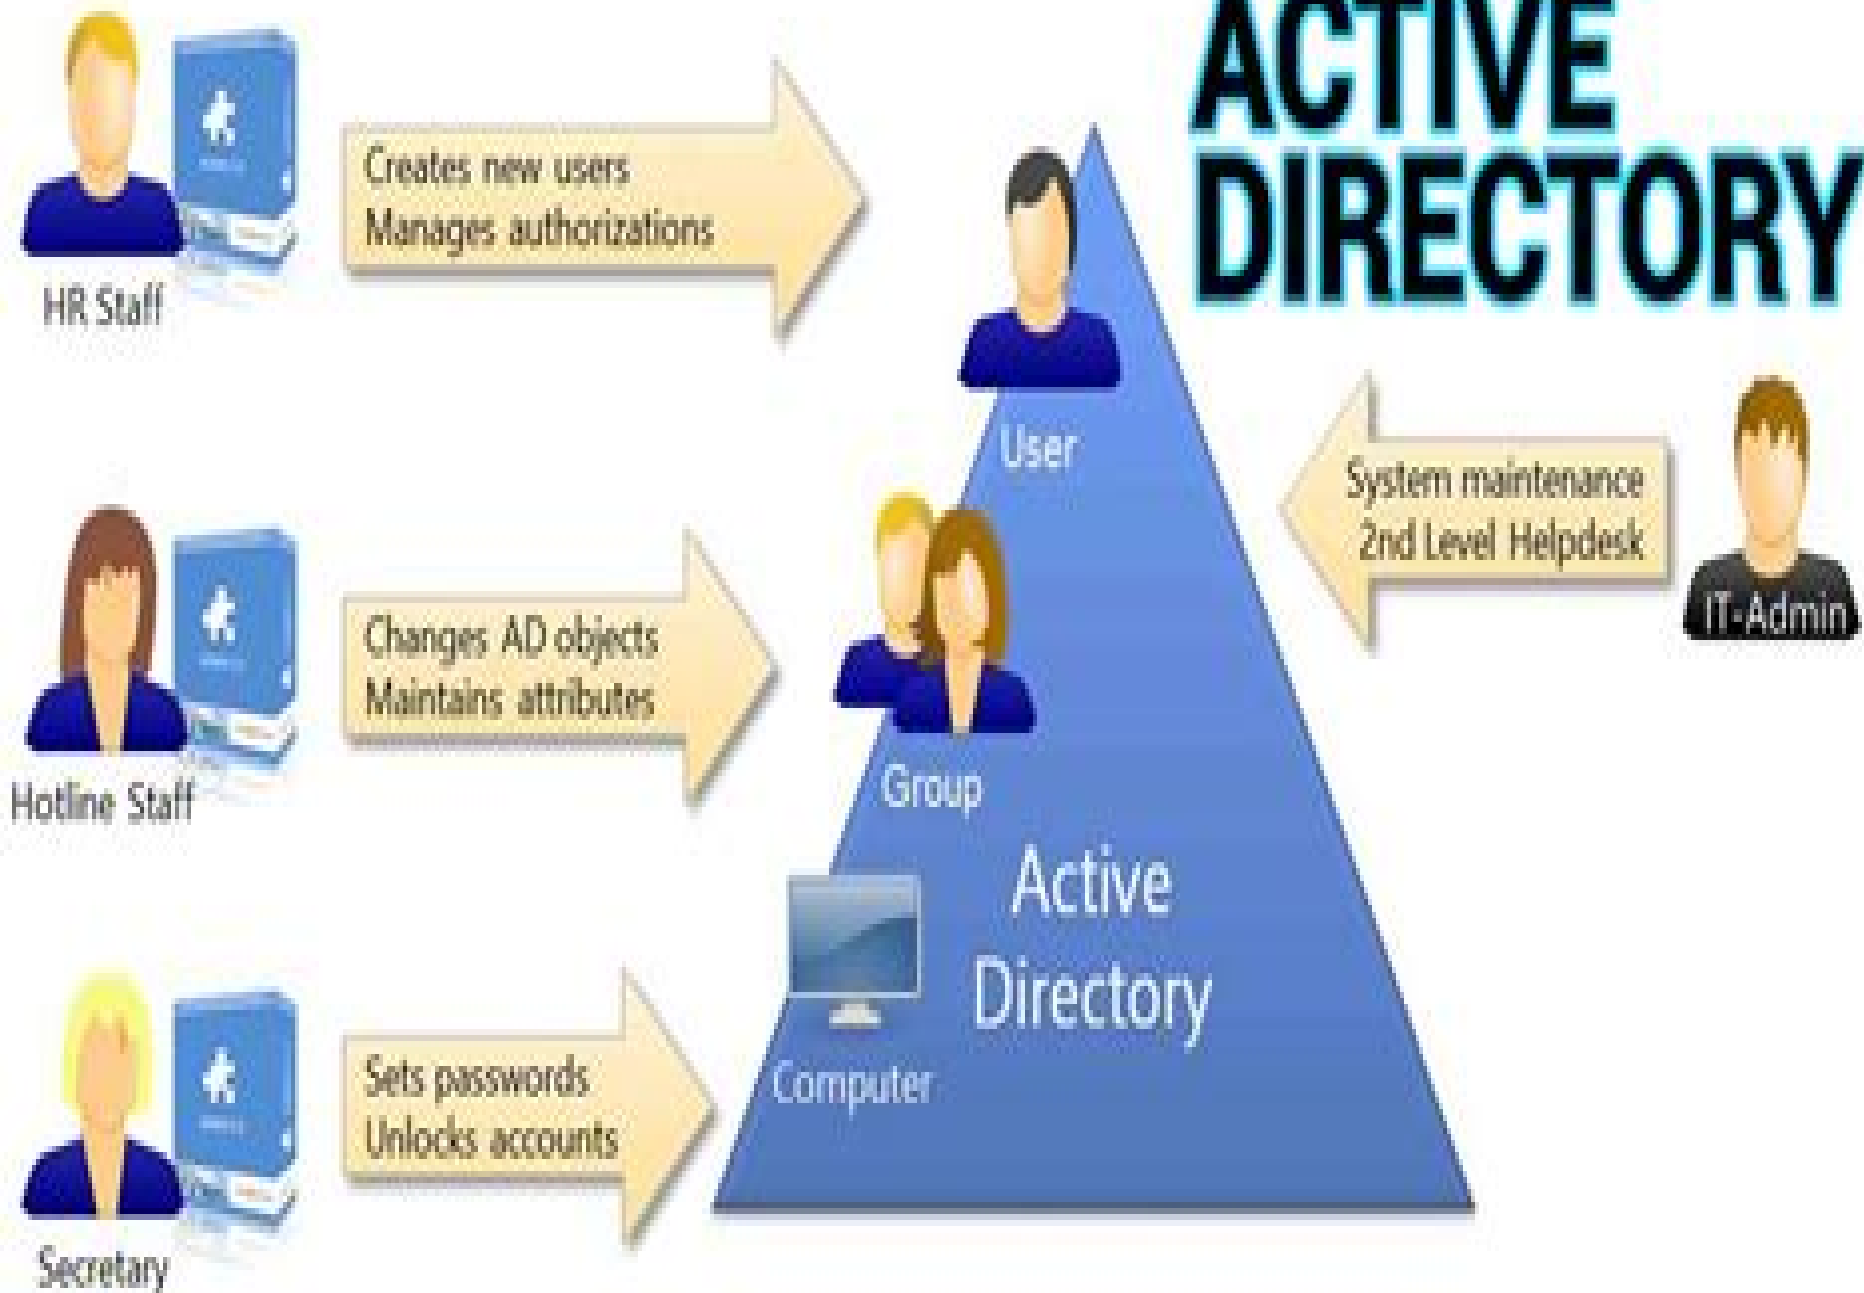 ACTIVE
DIRECTORY
Creates new users
Manages authorizations
HR Staff
User
System maintenance
2nd Level Helpdesk
IT-Admin
Changes AD objects
Maintains attributes
Hotline Staff
Group
Active
Directory
Computer
Sets passwords
Unlocks accounts
Secretary